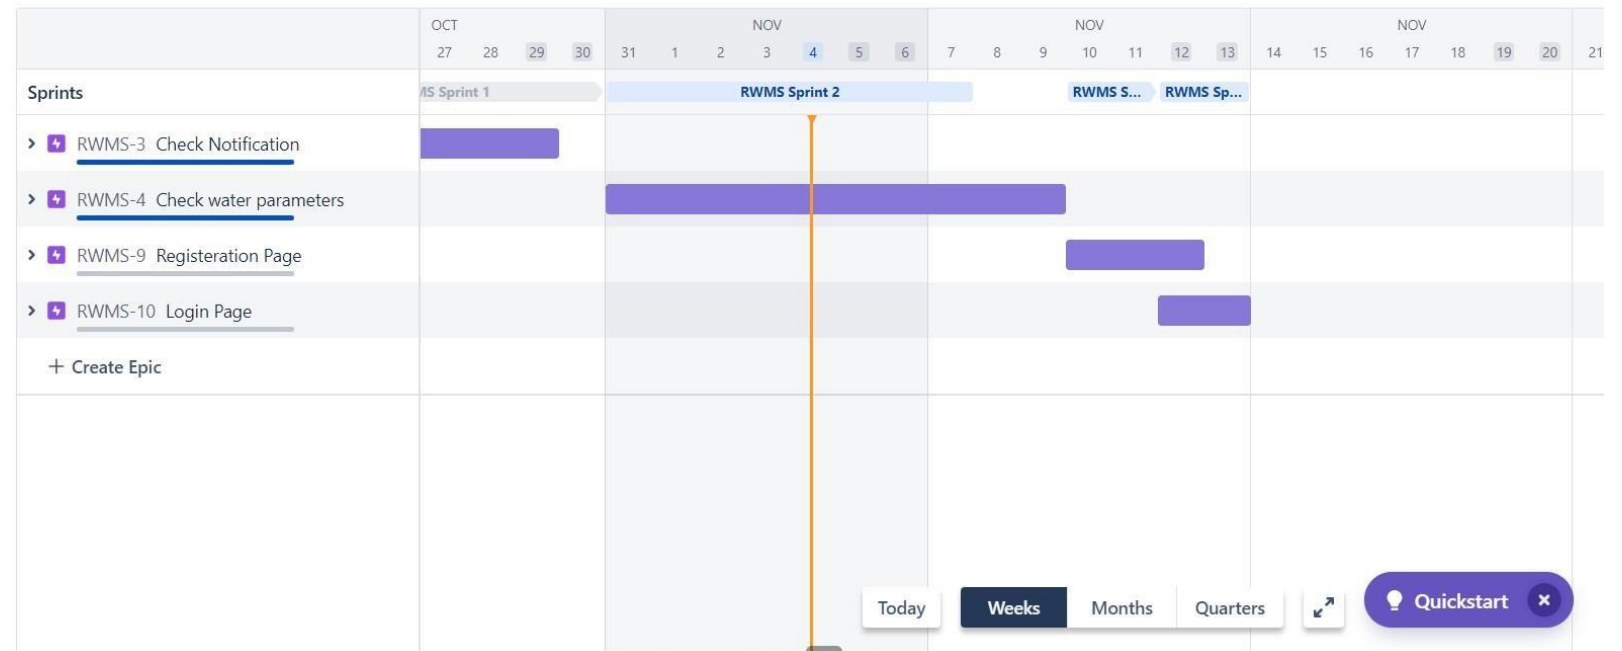 OCT NOV NOV NOV
27 28 29 30 31 1 2 3 4 5 6 7 8 9 10 11 12 13 14 15 16 17 18 19 20 21
Sprints Sprint 1 RWMS Sprint 2 RWMS S... RWMS Sp...
RWMS-3 Check Notification
RWMS-4 Check water parameters
RWMS-9 Registeration Page
RWMS-10 Login Page
+ Create Epic
Today Weeks Months Quarters Quickstart